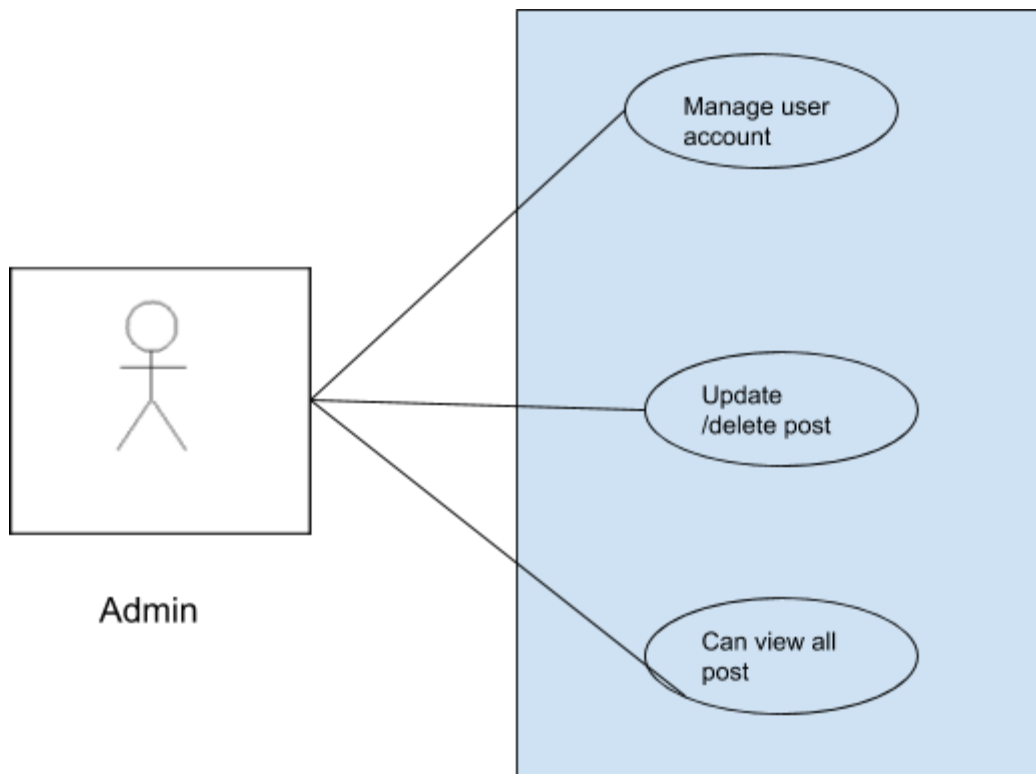 Manage user
account
Update
/delete post
Admin
Can view all
post